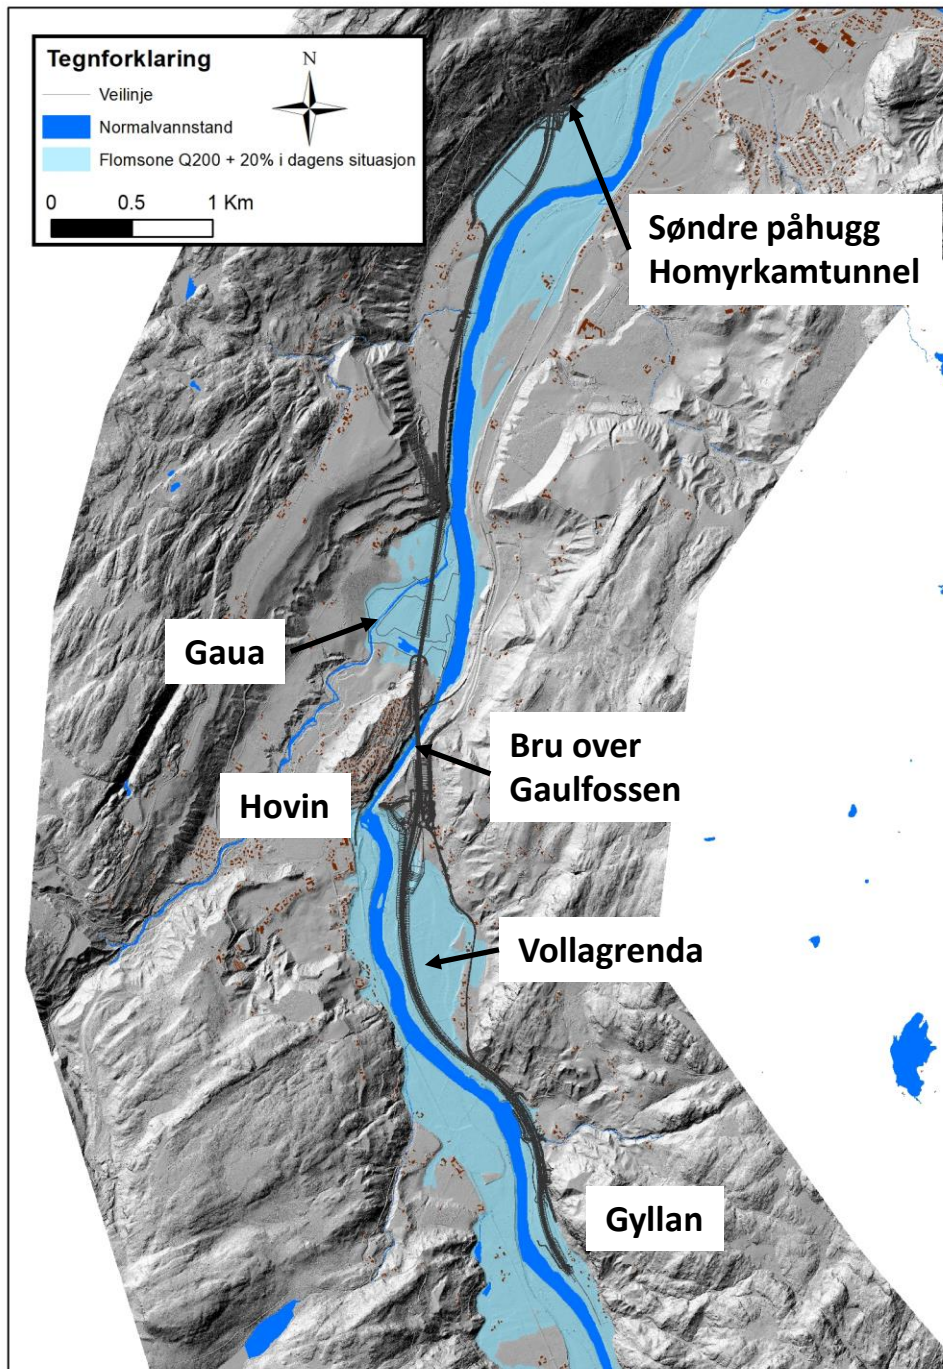 Tegnforklaring
N
Veilinje
Normalvannstand
Flomsone Q200 + 20% i dagens situasjon
0 0.5 1 Km
Søndre påhugg
Homyrkamtunnel
Gaua
Bru over
Gaulfossen
Hovin
Vollagrenda
Gyllan